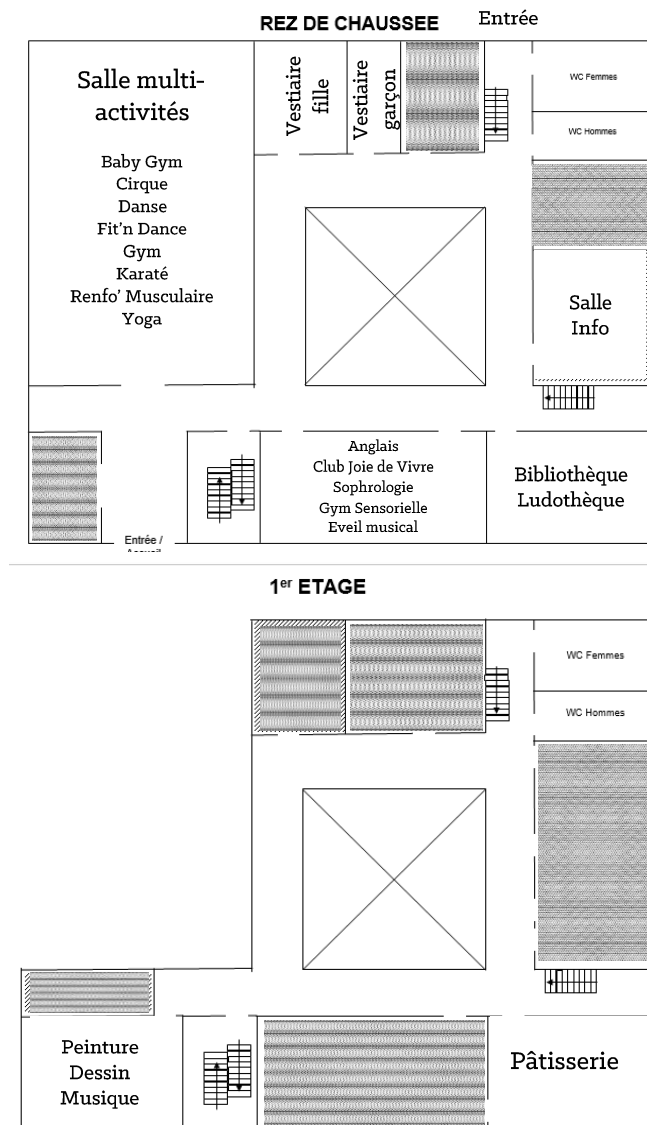 REZ DE CHAUSSEE
Entrée
Salle multi-
activités
Baby Gym
Cirque
Danse
Fit'n Dance
Gym
Karaté
Renfo' Musculaire
Yoga
Vestiaire
fille
Vestiaire
garçon
WC Femmes
WC Hommes
Salle
Info
Anglais
Club Joie de Vivre
Sophrologie
Gym Sensorielle
Eveil musical
Bibliothèque
Ludothèque
Entrée /
1er ETAGE
WC Femmes
WC Hommes
Peinture
Dessin
Musique
Pâtisserie